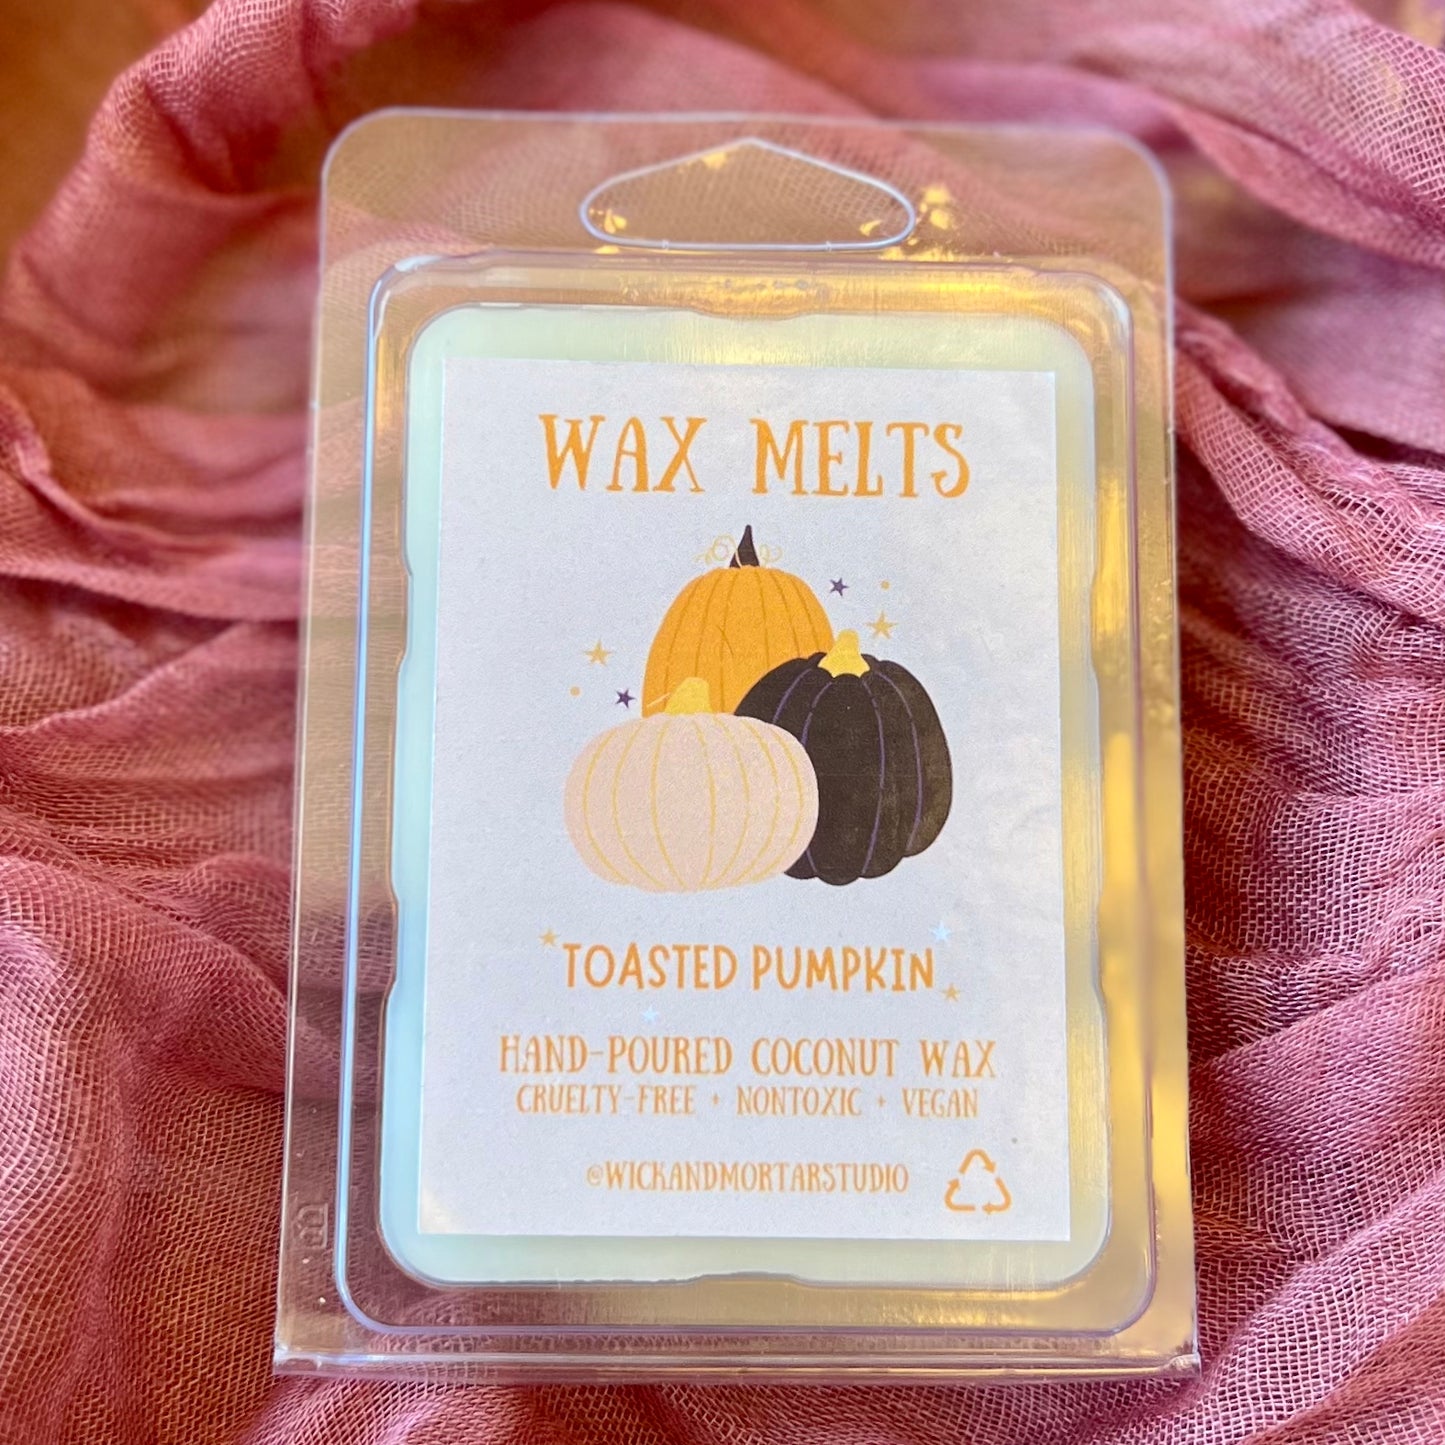 WAX MELTS
TOASTED PUMPKIN
HAND-POURED COCONUT WAX
CRUELTY-FREE + NONTOXIC + VEGAN
@WICKANDMORTARSTUDIO